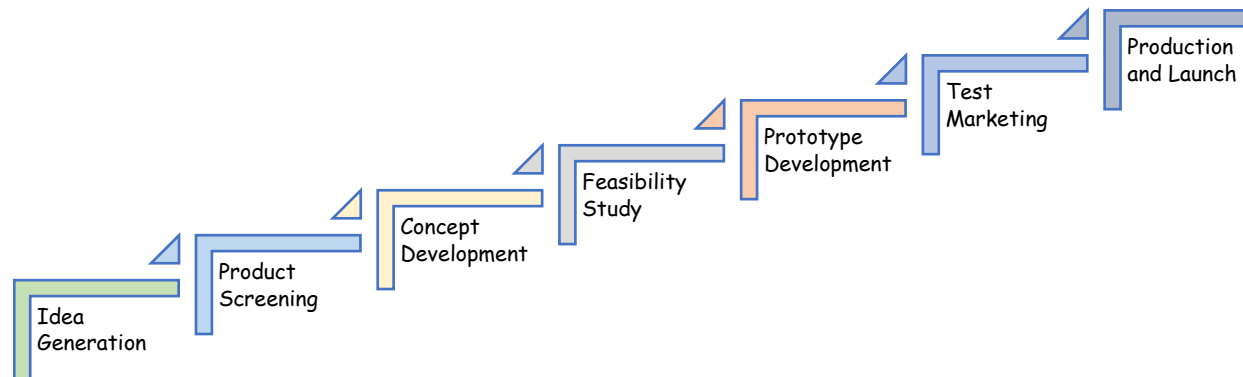 Idea
Generation
Product
Screening
Concept
Development
Feasibility
Study
Prototype
Development
Test
Marketing
Production
and Launch